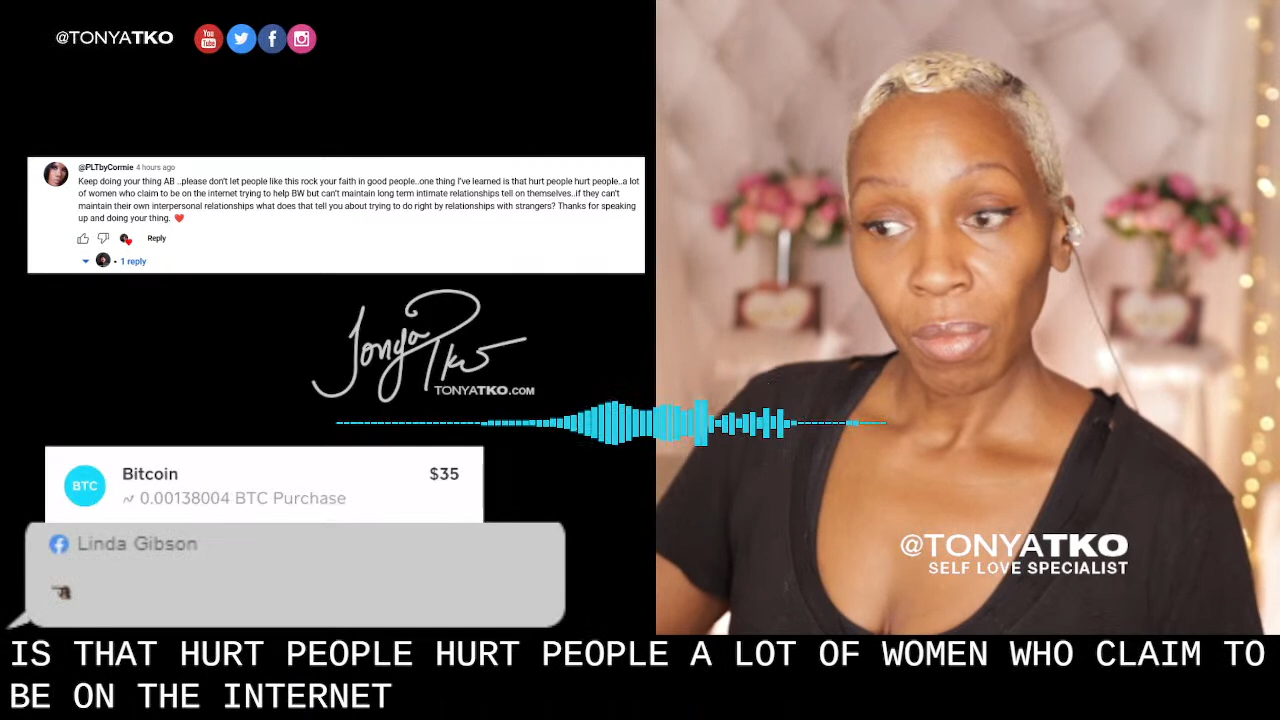 @TONYATKO
You
Tube
@PLTbyCormie 4 hours ago
Keep doing your thing AB ..please don't let people like this rock your faith in good people..one thing I've learned is that hurt people hurt people..a lot
of women who claim to be on the internet trying to help BW but can't maintain long term intimate relationships tell on themselves..if they can't
maintain their own interpersonal relationships what does that tell you about trying to do right by relationships with strangers? Thanks for speaking
up and doing your thing. ❤️
Reply
1 reply
Tonya Tko
TONYATKO.COM
BTC
Bitcoin
$35
0.00138004 BTC Purchase
Linda Gibson
@TONYATKO
SELF LOVE SPECIALIST
IS THAT HURT PEOPLE HURT PEOPLE A LOT OF WOMEN WHO CLAIM TO
BE ON THE INTERNET